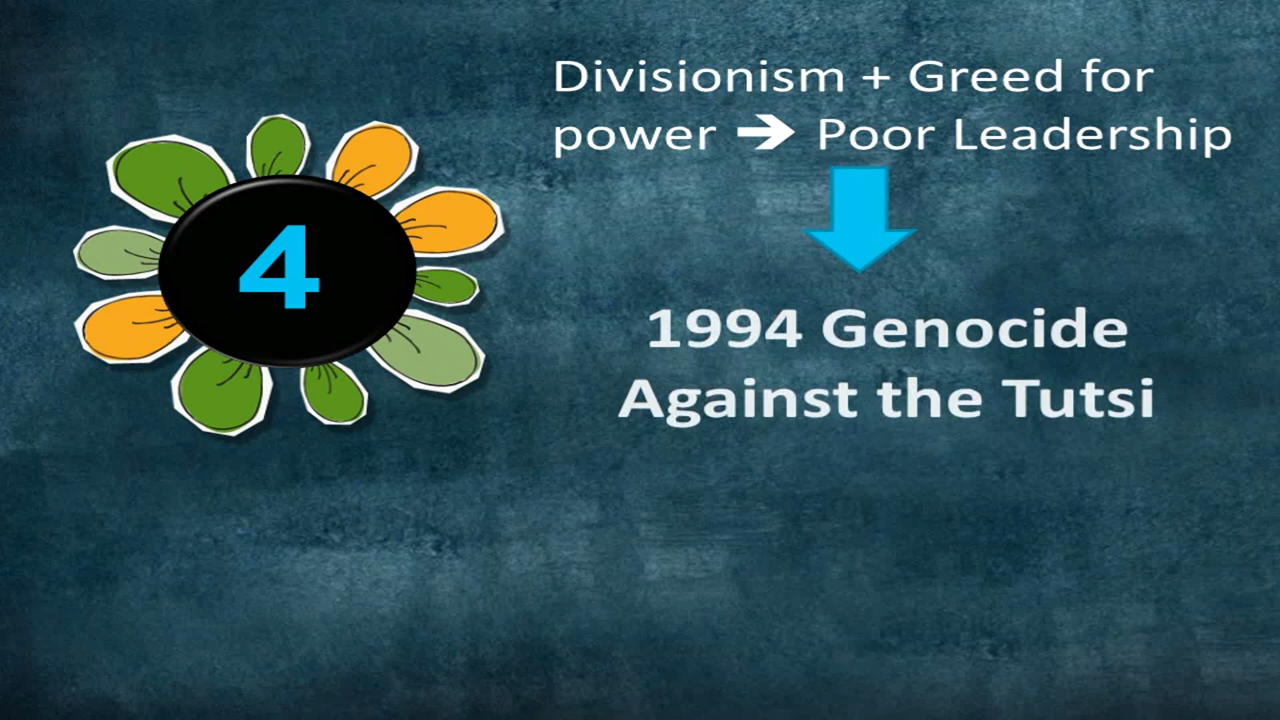 4
Divisionism + Greed for
power ➔ Poor Leadership
1994 Genocide
Against the Tutsi